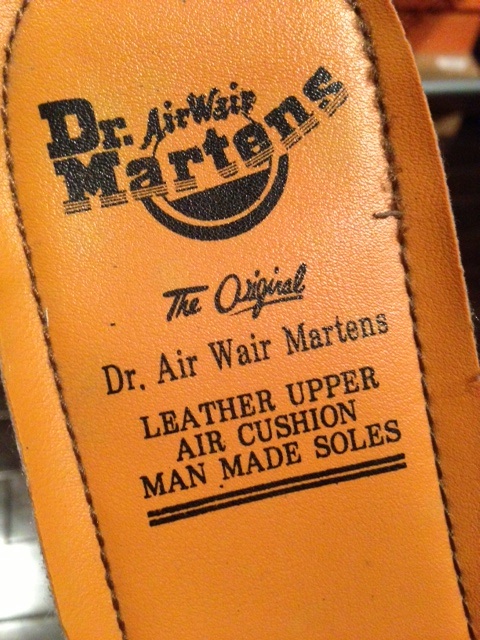 Dr. AirWair
Martens
The Original
Dr. Air Wair Martens
LEATHER UPPER
AIR CUSHION
MAN MADE SOLES